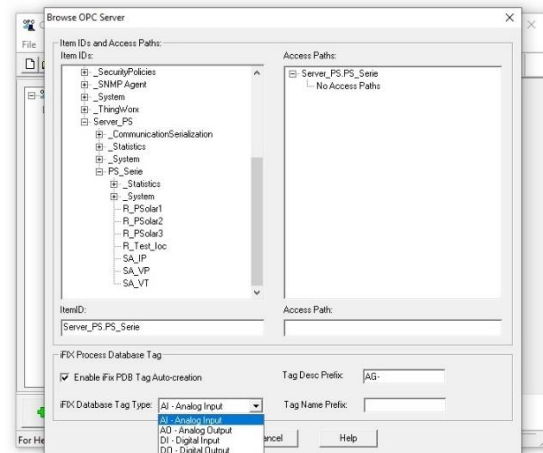 OPC
Browse OPC Server
File
Item IDs and Access Paths:
Item IDs:
Access Paths:
_SecurityPolicies
_SNMP Agent
_System
_ThingWorx
Server_PS
_CommunicationSerialization
_Statistics
_System
PS_Serie
_Statistics
_System
R_PSolar1
R_PSolar2
R_PSolar3
R_Test_loc
SA_IP
SA_VP
SA_VT
Server_PS.PS_Serie
No Access Paths
ItemID:
Access Path:
Server_PS.PS_Serie
iFIX Process Database Tag
Enable iFix PDB Tag Auto-creation
Tag Desc Prefix:
AG-
iFIX Database Tag Type:
AI - Analog Input
Tag Name Prefix:
AI - Analog Input
AO - Analog Output
DI - Digital Input
DO - Digital Output
ncel
Help
For He